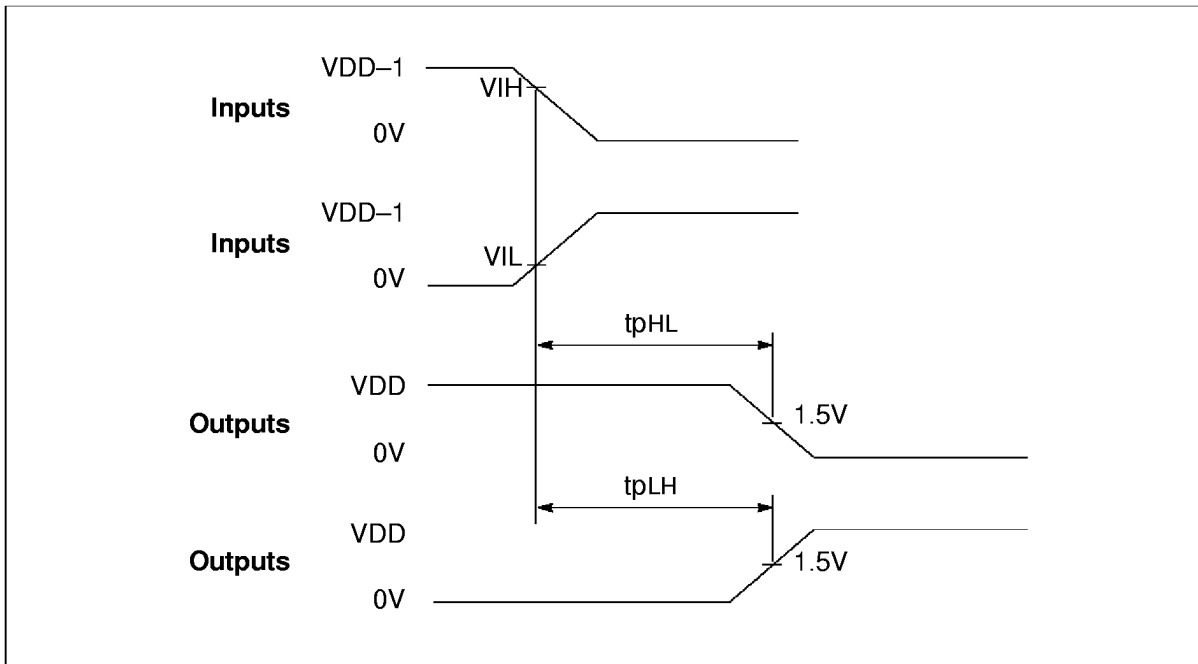 VDD–1
VIH
Inputs
0V
VDD–1
Inputs
VIL
0V
tpHL
VDD
1.5V
Outputs
0V
tpLH
VDD
Outputs
1.5V
0V